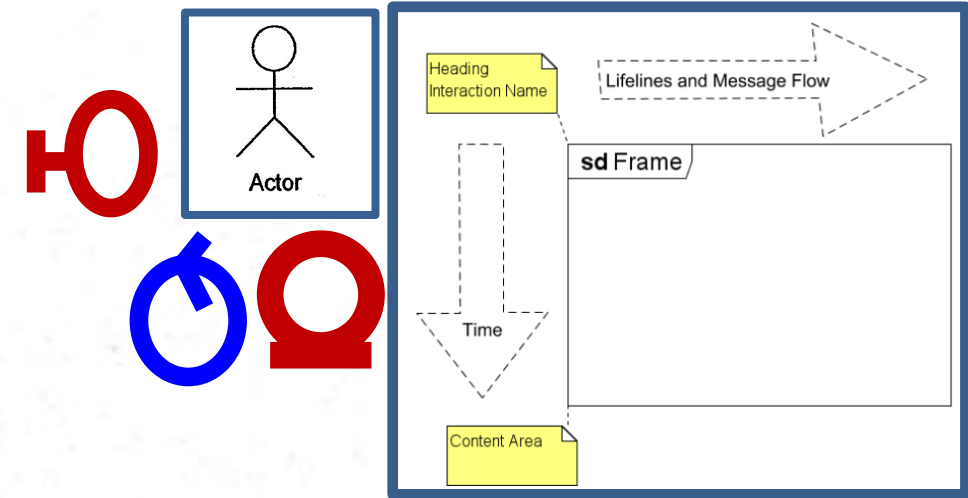 Actor
Heading
Interaction Name
Lifelines and Message Flow
sd Frame
Time
Content Area